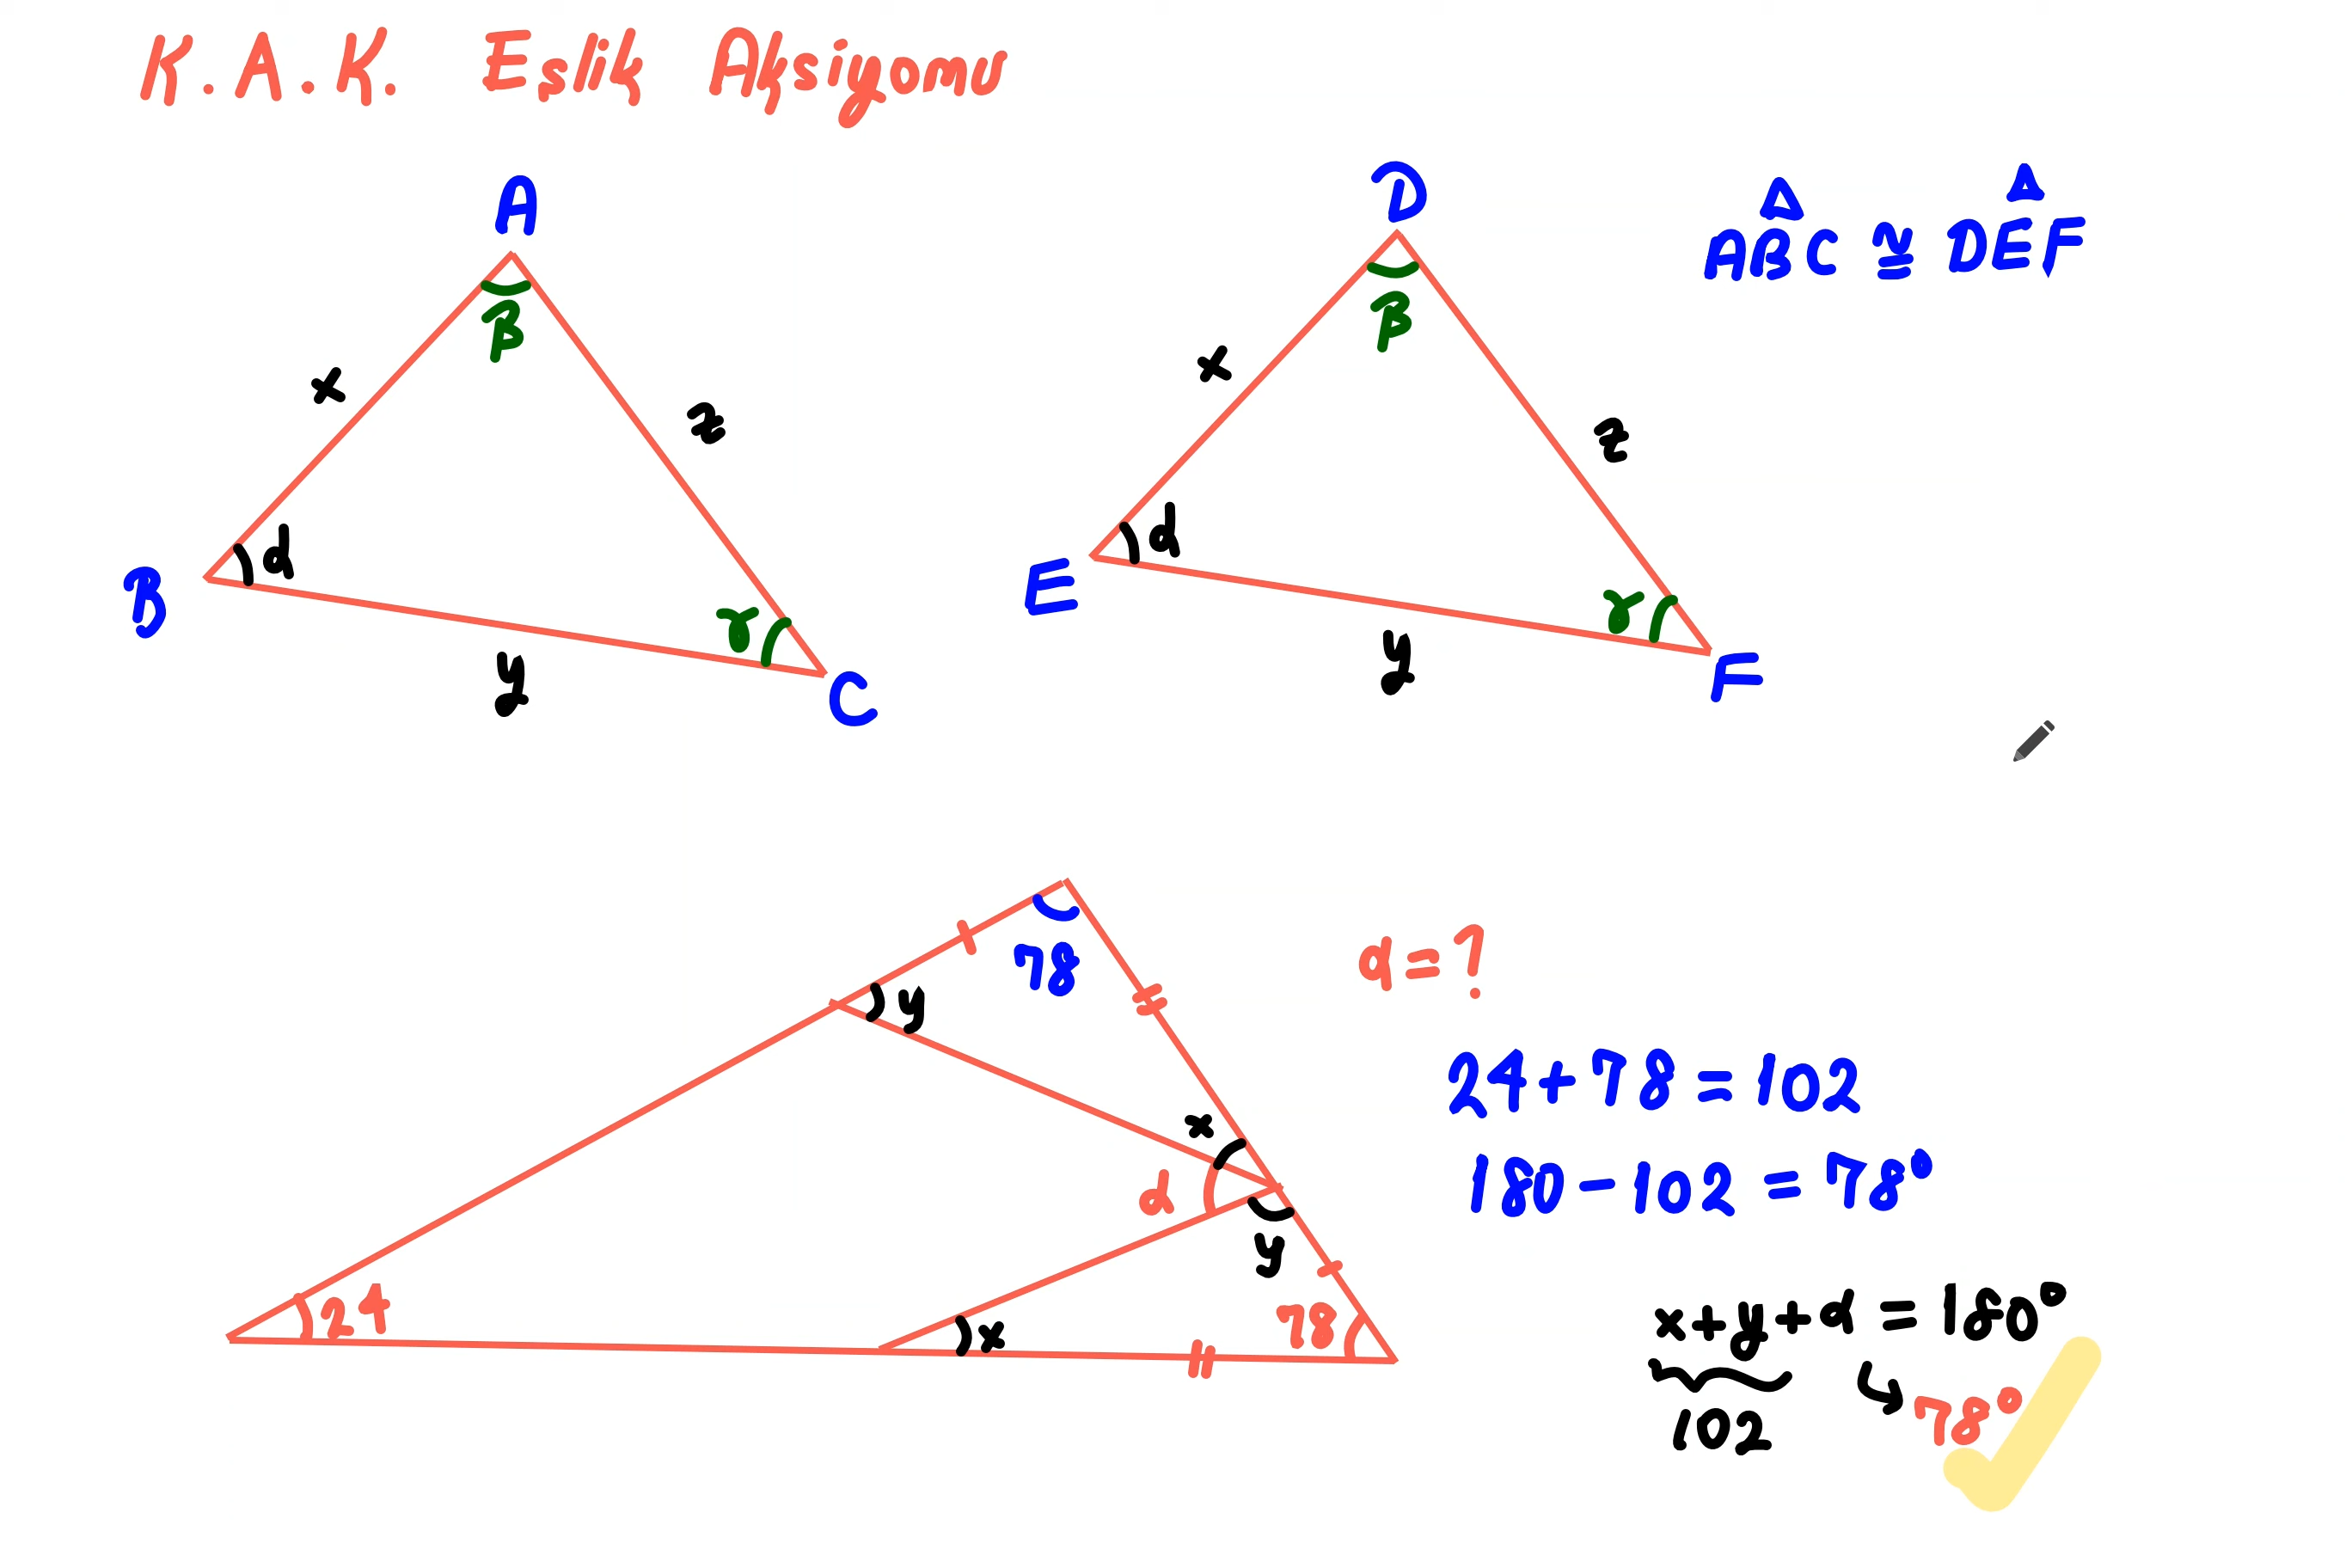 K.A.K. Eşlik Aksiyomu
A
D
ABC ≅ DEF
β
β
x
z
x
z
α
α
B
γ
E
γ
y
C
y
F
78
α = ?
y
24 + 78 = 102
x
180 - 102 = 78°
α
y
24
x
78
x + y + α = 180°
102
78°